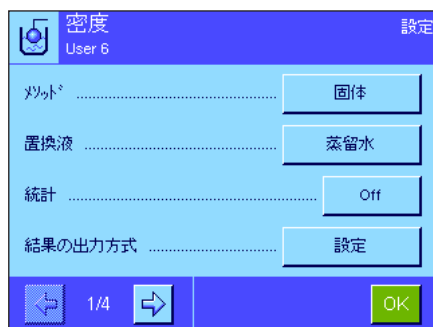 密度
設定
User 6
ﾒｿｯﾄﾞ ........................................ 固体
置換液 ...................................... 蒸留水
統計 ................................................. Off
結果の出力方式 .......................... 設定
1/4
OK